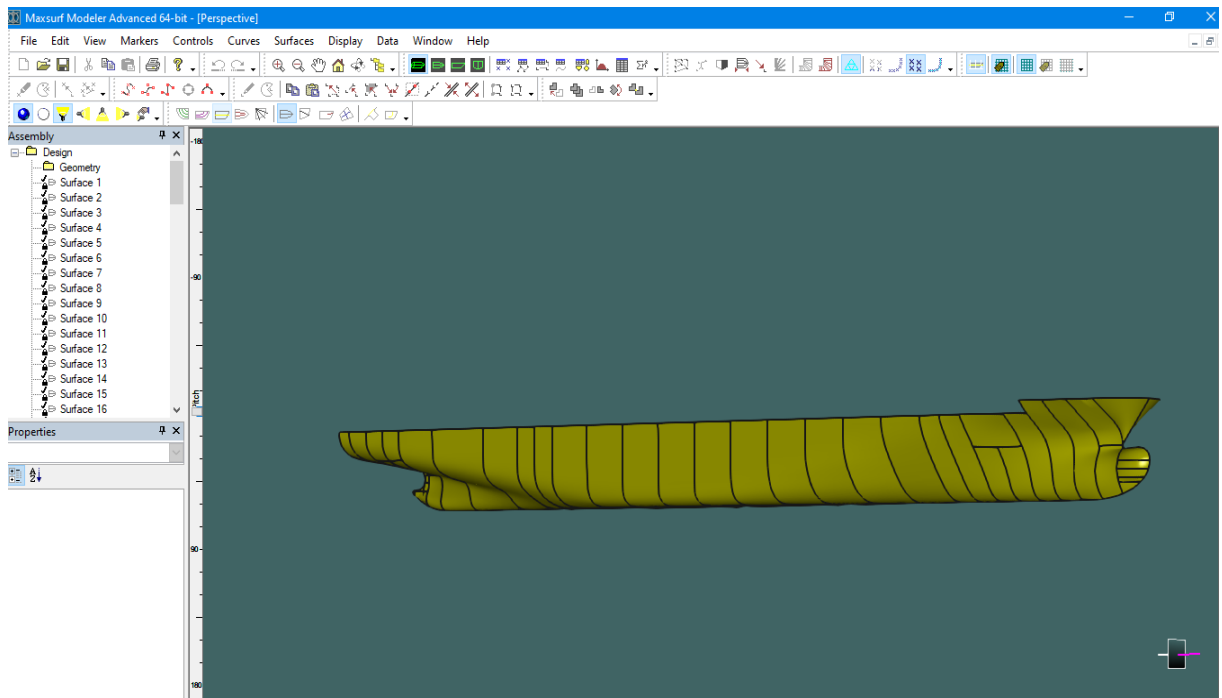 Maxsurf Modeler Advanced 64-bit - [Perspective]
File Edit View Markers Controls Curves Surfaces Display Data Window Help
Assembly
Design
Geometry
Surface 1
Surface 2
Surface 3
Surface 4
Surface 5
Surface 6
Surface 7
Surface 8
Surface 9
Surface 10
Surface 11
Surface 12
Surface 13
Surface 14
Surface 15
Surface 16
Properties
-180
-90
Pitch
90
180